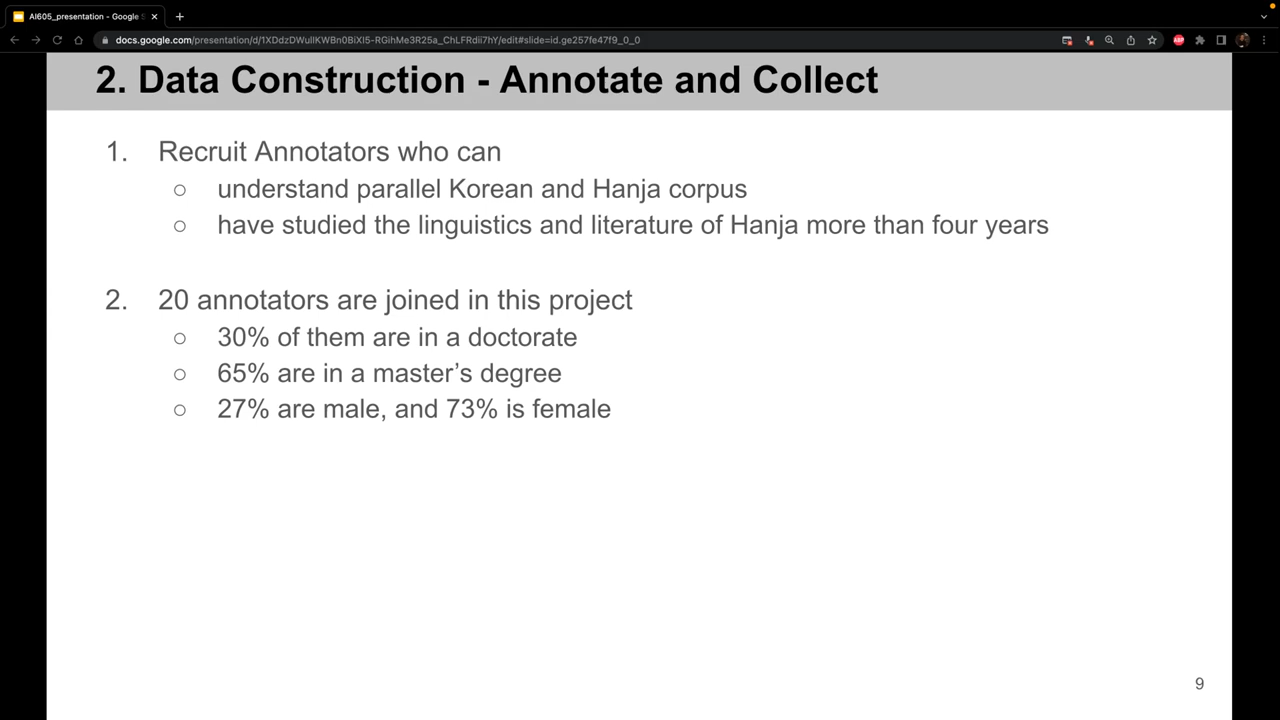 AI605_presentation - Google S
docs.google.com/presentation/d/1XDdzDWuIlKWBn0BiXI5-RGihMe3R25a_ChLFRdii7hY/edit#slide=id.ge257fe47f9_0_0
2. Data Construction - Annotate and Collect
1. Recruit Annotators who can
○ understand parallel Korean and Hanja corpus
○ have studied the linguistics and literature of Hanja more than four years
2. 20 annotators are joined in this project
○ 30% of them are in a doctorate
○ 65% are in a master’s degree
○ 27% are male, and 73% is female
9